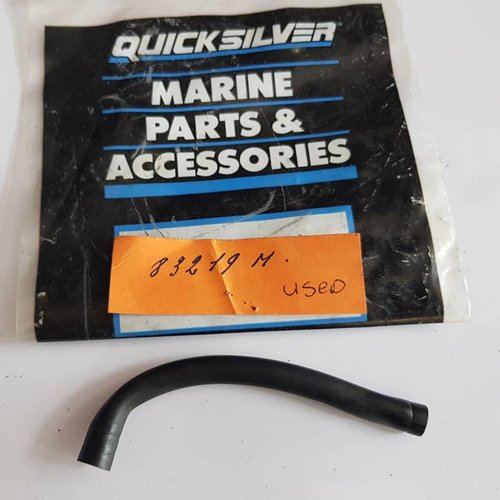 QUICKSILVER
MARINE
PARTS &
ACCESSORIES
83219 M.
USED